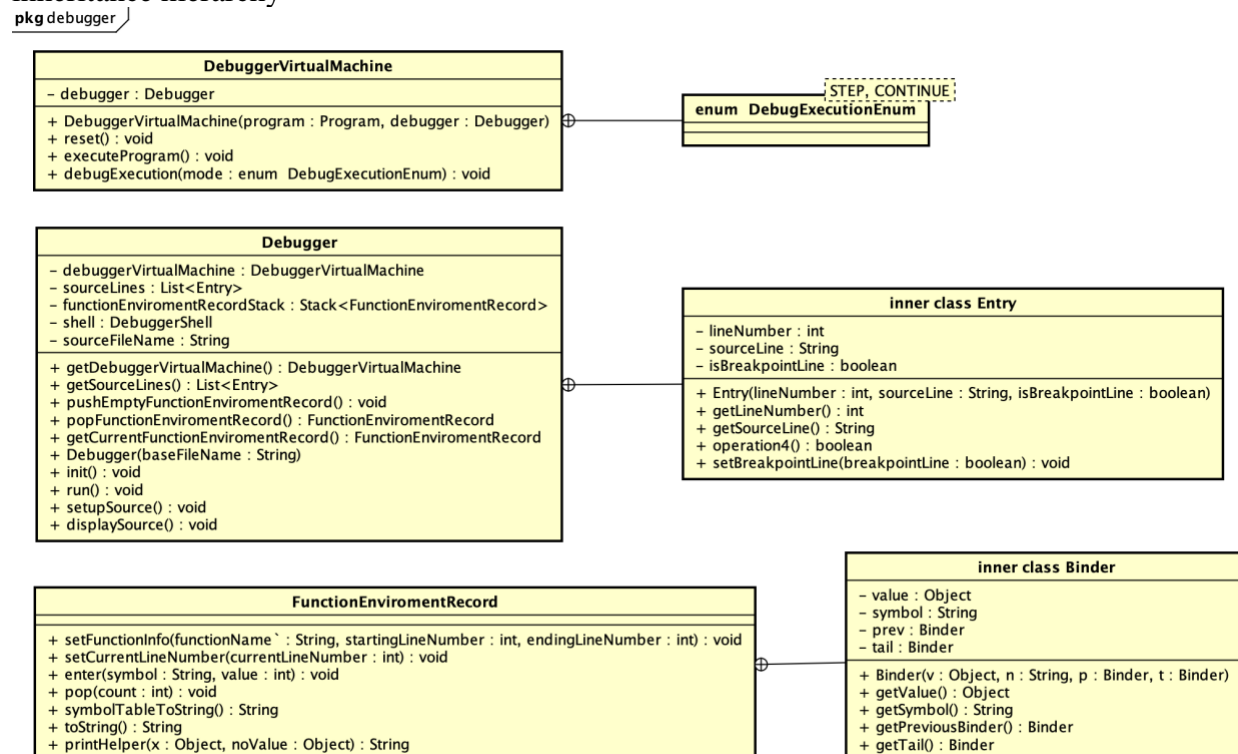 inheritance hierarchy
pkg debugger
DebuggerVirtualMachine
- debugger : Debugger
+ DebuggerVirtualMachine(program : Program, debugger : Debugger)
+ reset() : void
+ executeProgram() : void
+ debugExecution(mode : enum DebugExecutionEnum) : void
STEP, CONTINUE
enum DebugExecutionEnum
Debugger
- debuggerVirtualMachine : DebuggerVirtualMachine
- sourceLines : List<Entry>
- functionEnviromentRecordStack : Stack<FunctionEnviromentRecord>
- shell : DebuggerShell
- sourceFileName : String
+ getDebuggerVirtualMachine() : DebuggerVirtualMachine
+ getSourceLines() : List<Entry>
+ pushEmptyFunctionEnviromentRecord() : void
+ popFunctionEnviromentRecord() : FunctionEnviromentRecord
+ getCurrentFunctionEnviromentRecord() : FunctionEnviromentRecord
+ Debugger(baseFileName : String)
+ init() : void
+ run() : void
+ setupSource() : void
+ displaySource() : void
inner class Entry
- lineNumber : int
- sourceLine : String
- isBreakpointLine : boolean
+ Entry(lineNumber : int, sourceLine : String, isBreakpointLine : boolean)
+ getLineNumber() : int
+ getSourceLine() : String
+ operation4() : boolean
+ setBreakpointLine(breakpointLine : boolean) : void
FunctionEnviromentRecord
+ setFunctionInfo(functionName` : String, startingLineNumber : int, endingLineNumber : int) : void
+ setCurrentLineNumber(currentLineNumber : int) : void
+ enter(symbol : String, value : int) : void
+ pop(count : int) : void
+ symbolTableToString() : String
+ toString() : String
+ printHelper(x : Object, noValue : Object) : String
inner class Binder
- value : Object
- symbol : String
- prev : Binder
- tail : Binder
+ Binder(v : Object, n : String, p : Binder, t : Binder)
+ getValue() : Object
+ getSymbol() : String
+ getPreviousBinder() : Binder
+ getTail() : Binder